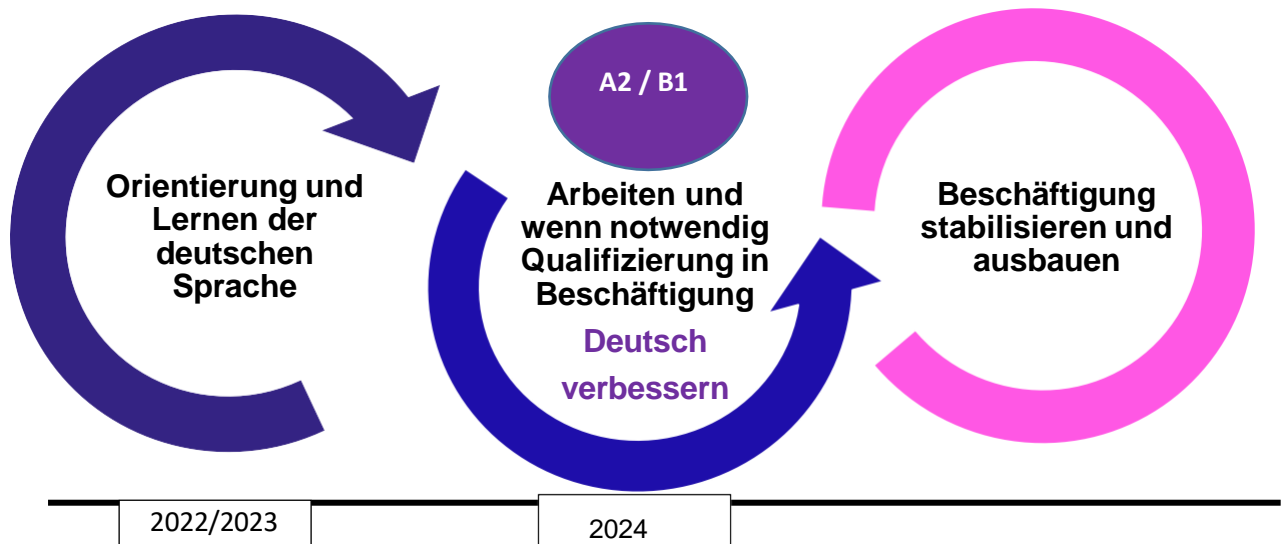 Orientierung und
Lernen der
deutschen
Sprache
A2 / B1
Arbeiten und
wenn notwendig
Qualifizierung in
Beschäftigung
Deutsch
verbessern
Beschäftigung
stabilisieren und
ausbauen
2022/2023
2024